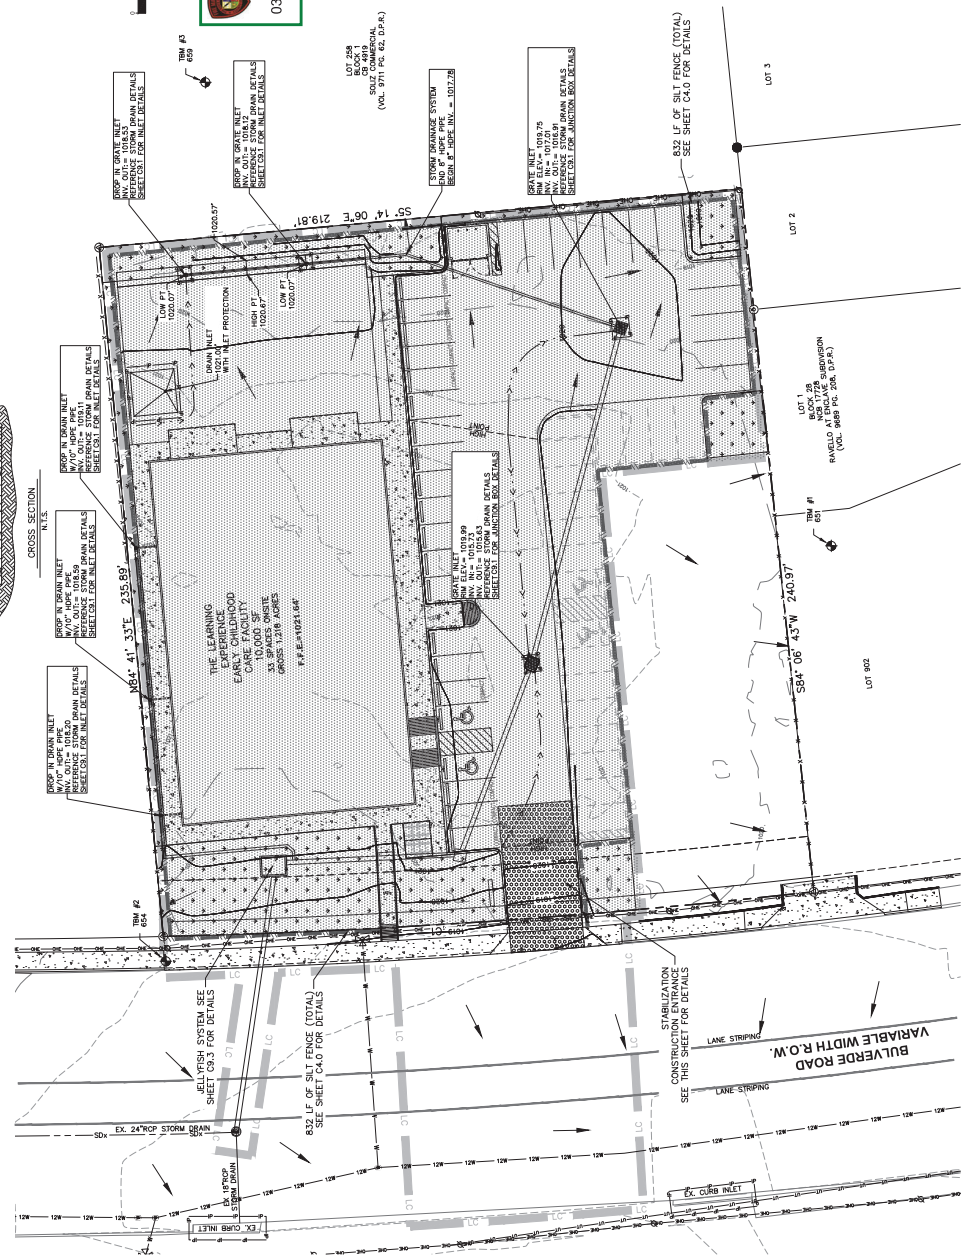 03
TBM #3
659
LOT 258
BLOCK 1
CB 4919
SOLIZ COMMERCIAL
(VOL. 9711 PG. 62, D.P.R.)
832 LF OF SILT FENCE (TOTAL)
SEE SHEET C4.0 FOR DETAILS
LOT 3
DROP IN GRATE INLET
INV. OUT:= 1018.53
REFERENCE STORM DRAIN DETAILS
SHEET C9.1 FOR INLET DETAILS
DROP IN GRATE INLET
INV. OUT:= 1018.12
REFERENCE STORM DRAIN DETAILS
SHEET C9.1 FOR INLET DETAILS
STORM DRAINAGE SYSTEM
END 8" HDPE PIPE
BEGIN 8" HDPE INV. = 1017.78
GRATE INLET
RIM ELEV.= 1019.75
INV. IN:= 1017.01
INV. OUT:= 1016.91
REFERENCE STORM DRAIN DETAILS
SHEET C9.1 FOR JUNCTION BOX DETAILS
S5° 14' 06"E 219.81'
1020.57'
LOT 2
LOW PT
1020.07'
HIGH PT
1020.67'
LOW PT
1020.07'
DRAIN INLET
1021.00'
WITH INLET PROTECTION
DROP IN DRAIN INLET
W/10" HDPE PIPE
INV. OUT:= 1019.11
REFERENCE STORM DRAIN DETAILS
SHEET C9.1 FOR INLET DETAILS
CROSS SECTION
N.T.S.
DROP IN DRAIN INLET
W/10" HDPE PIPE
INV. OUT:= 1018.59
REFERENCE STORM DRAIN DETAILS
SHEET C9.1 FOR INLET DETAILS
N84° 41' 33"E 235.89'
DROP IN DRAIN INLET
W/10" HDPE PIPE
INV. OUT:= 1018.20
REFERENCE STORM DRAIN DETAILS
SHEET C9.1 FOR INLET DETAILS
HIGH
POINT
GRATE INLET
RIM ELEV.= 1019.99
INV. IN:= 1015.73
INV. OUT:= 1015.63
REFERENCE STORM DRAIN DETAILS
SHEET C9.1 FOR JUNCTION BOX DETAILS
LOT 1
BLOCK 28
NCB 17728
RAVELLO AT ENCLAVE SUBDIVISION
(VOL. 9689 PG. 208, D.P.R.)
TBM #1
651
THE LEARNING
EXPERIENCE
EARLY CHILDHOOD
CARE FACILITY
10,000 SF
33 SPACES ONSITE
GROSS 1.218 ACRES
F.F.E.=1021.64'
S84° 06' 43"W 240.97'
LOT 902
TBM #2
654
JELLYFISH SYSTEM SEE
SHEET C9.3 FOR DETAILS
832 LF OF SILT FENCE (TOTAL)
SEE SHEET C4.0 FOR DETAILS
STABILIZATION
CONSTRUCTION ENTRANCE
SEE THIS SHEET FOR DETAILS
LANE STRIPING
LANE STRIPING
BULVERDE ROAD
VARIABLE WIDTH R.O.W.
EX. 24"RCP STORM DRAIN
EX 18"RCP
STORM DRAIN
EX. CURB INLET
EX. CURB INLET